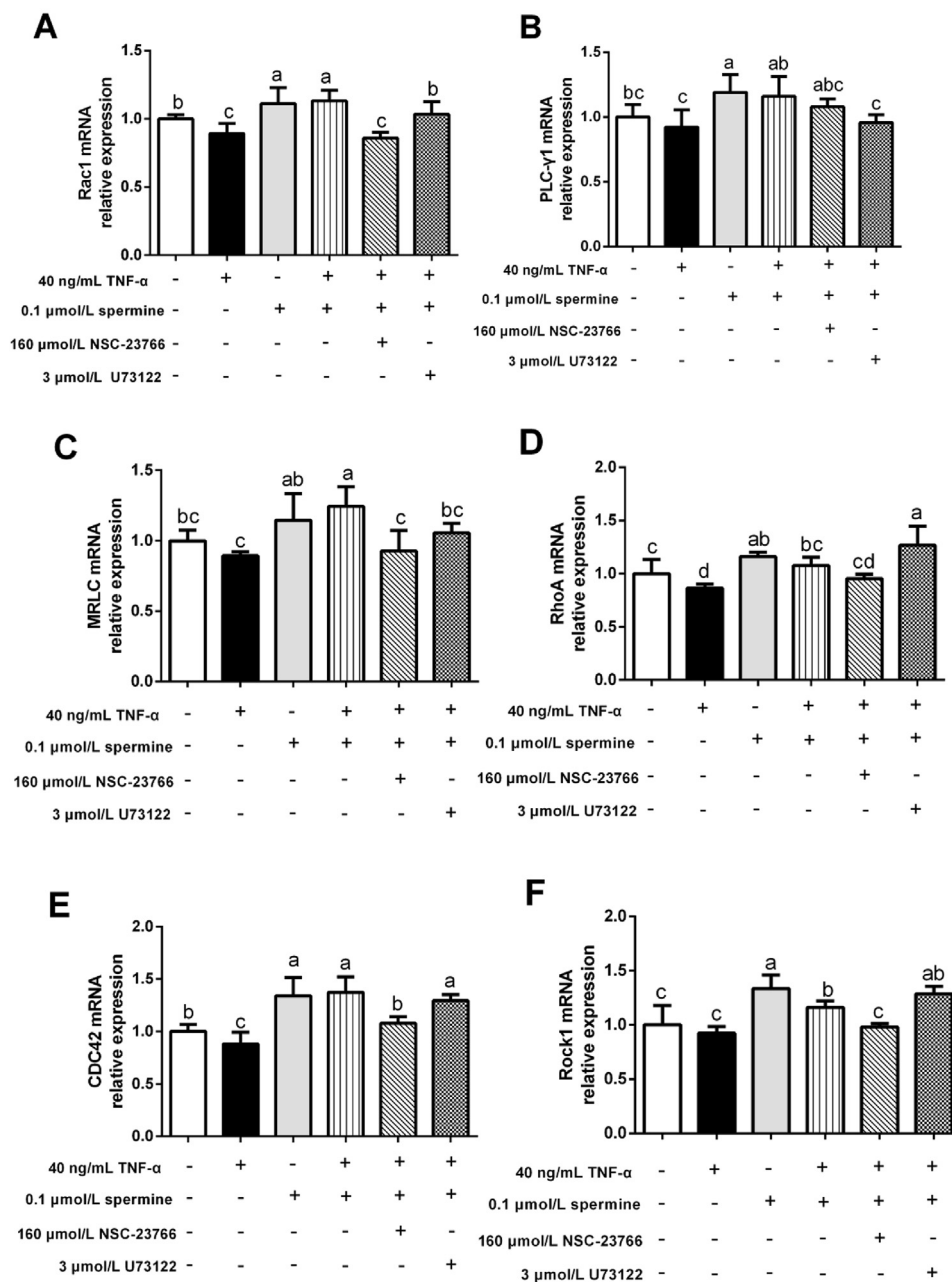 A
Rac1 mRNA
relative expression
1.5
1.0
0.5
0.0
b c a a c b
40 ng/mL TNF-α - + - + + +
0.1 µmol/L spermine - - + + + +
160 µmol/L NSC-23766 - - - - + -
3 µmol/L U73122 - - - - - +
B
PLC-γ1 mRNA
relative expression
1.5
1.0
0.5
0.0
bc c a ab abc c
40 ng/mL TNF-α - + - + + +
0.1 µmol/L spermine - - + + + +
160 µmol/L NSC-23766 - - - - + -
3 µmol/L U73122 - - - - - +
C
MRLC mRNA
relative expression
1.5
1.0
0.5
0.0
bc c ab a c bc
40 ng/mL TNF-α - + - + + +
0.1 µmol/L spermine - - + + + +
160 µmol/L NSC-23766 - - - - + -
3 µmol/L U73122 - - - - - +
D
RhoA mRNA
relative expression
2.0
1.5
1.0
0.5
0.0
c d ab bc cd a
40 ng/mL TNF-α - + - + + +
0.1 µmol/L spermine - - + + + +
160 µmol/L NSC-23766 - - - - + -
3 µmol/L U73122 - - - - - +
E
CDC42 mRNA
relative expression
2.0
1.5
1.0
0.5
0.0
b c a a b a
40 ng/mL TNF-α - + - + + +
0.1 µmol/L spermine - - + + + +
160 µmol/L NSC-23766 - - - - + -
3 µmol/L U73122 - - - - - +
F
Rock1 mRNA
relative expression
2.0
1.5
1.0
0.5
0.0
c c a b c ab
40 ng/mL TNF-α - + - + + +
0.1 µmol/L spermine - - + + + +
160 µmol/L NSC-23766 - - - - + -
3 µmol/L U73122 - - - - - +